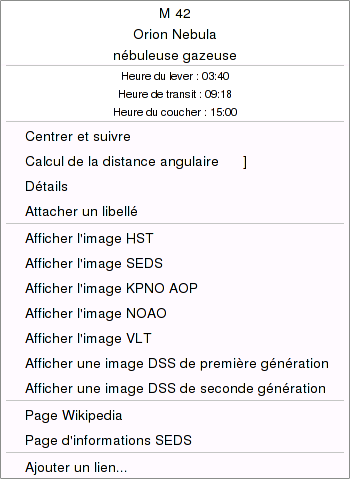 M 42
Orion Nebula
nébuleuse gazeuse
Heure du lever : 03:40
Heure de transit : 09:18
Heure du coucher : 15:00
Centrer et suivre
Calcul de la distance angulaire ]
Détails
Attacher un libellé
Afficher l'image HST
Afficher l'image SEDS
Afficher l'image KPNO AOP
Afficher l'image NOAO
Afficher l'image VLT
Afficher une image DSS de première génération
Afficher une image DSS de seconde génération
Page Wikipedia
Page d'informations SEDS
Ajouter un lien...